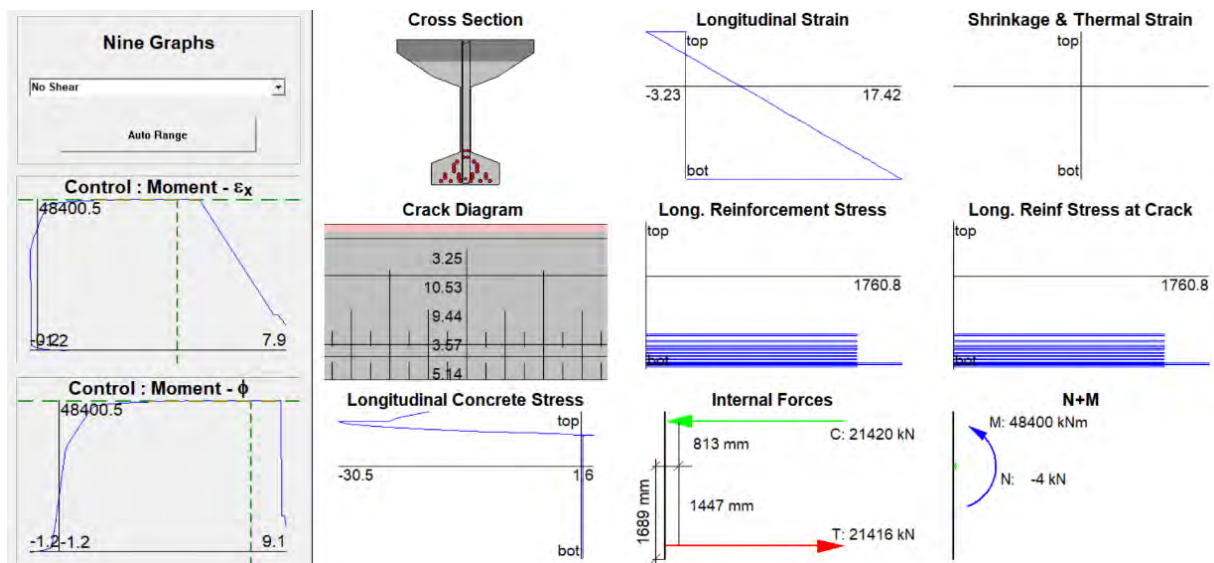 Nine Graphs
No Shear
Auto Range
Control : Moment - εx
48400.5
7.9
Control : Moment - ϕ
48400.5
-1.2 -1.2
9.1
Cross Section
Crack Diagram
3.25
10.53
9.44
3.57
5.14
Longitudinal Concrete Stress
top
-30.5
1.6
bot
Longitudinal Strain
top
-3.23
17.42
bot
Long. Reinforcement Stress
top
1760.8
bot
Internal Forces
C: 21420 kN
813 mm
1689 mm
1447 mm
T: 21416 kN
Shrinkage & Thermal Strain
top
bot
Long. Reinf Stress at Crack
top
1760.8
bot
N+M
M: 48400 kNm
N: -4 kN